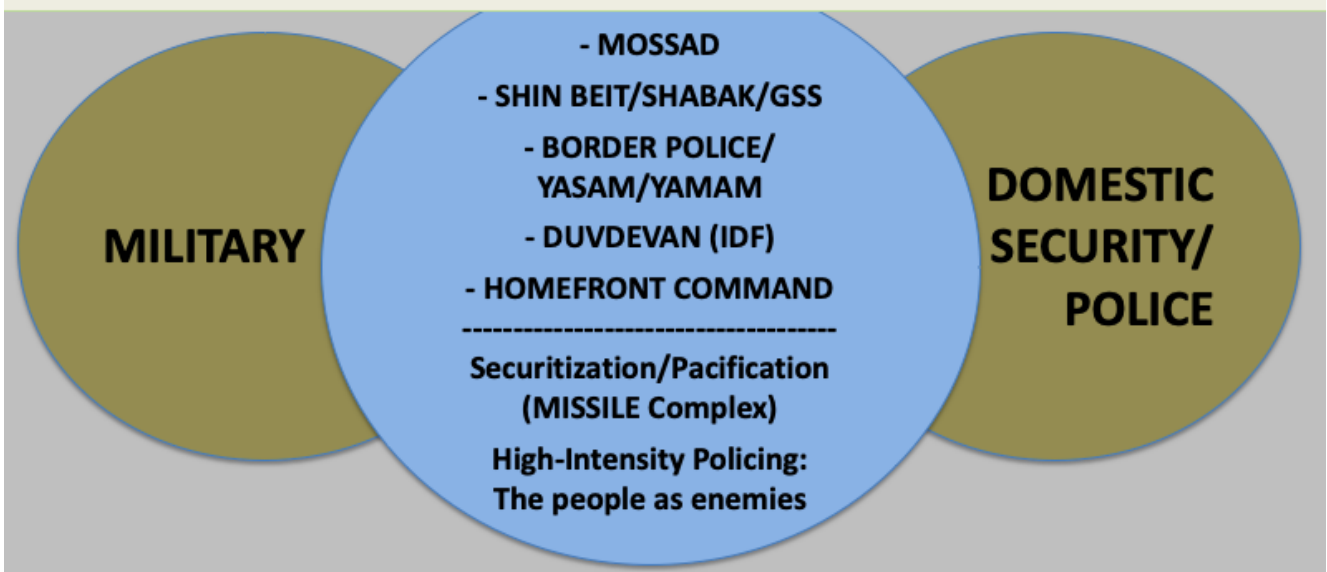 MILITARY
- MOSSAD
- SHIN BEIT/SHABAK/GSS
- BORDER POLICE/
YASAM/YAMAM
- DUVDEVAN (IDF)
- HOMEFRONT COMMAND
-------------------------------------
Securitization/Pacification
(MISSILE Complex)
High-Intensity Policing:
The people as enemies
DOMESTIC
SECURITY/
POLICE